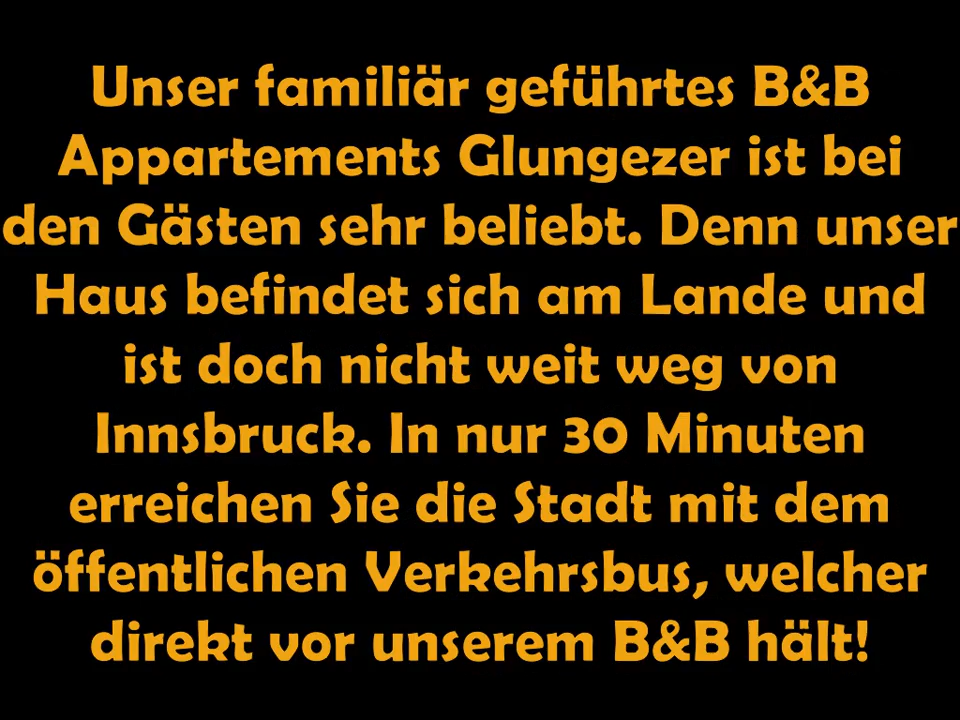 Unser familiär geführtes B&B
Appartements Glungezer ist bei
den Gästen sehr beliebt. Denn unser
Haus befindet sich am Lande und
ist doch nicht weit weg von
Innsbruck. In nur 30 Minuten
erreichen Sie die Stadt mit dem
öffentlichen Verkehrsbus, welcher
direkt vor unserem B&B hält!